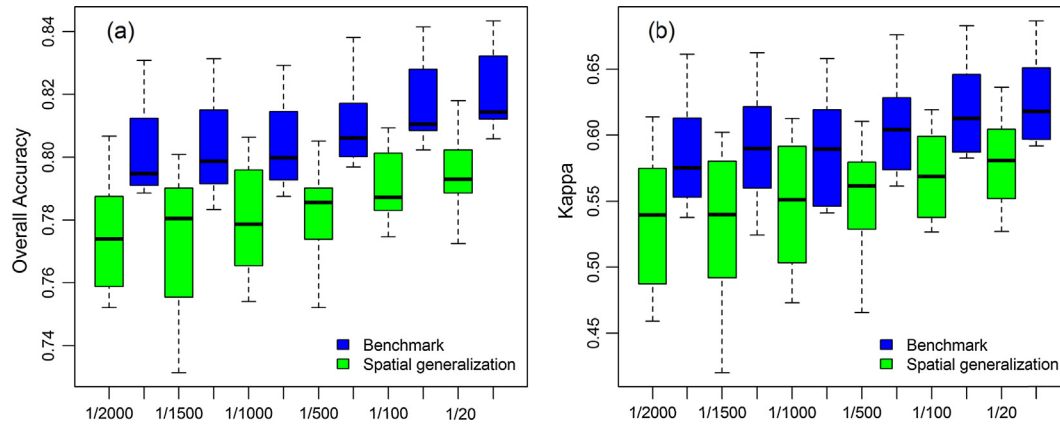 (a)
Overall Accuracy
0.84
0.82
0.80
0.78
0.76
0.74
Benchmark
Spatial generalization
1/2000 1/1500 1/1000 1/500 1/100 1/20
(b)
Kappa
0.65
0.60
0.55
0.50
0.45
Benchmark
Spatial generalization
1/2000 1/1500 1/1000 1/500 1/100 1/20